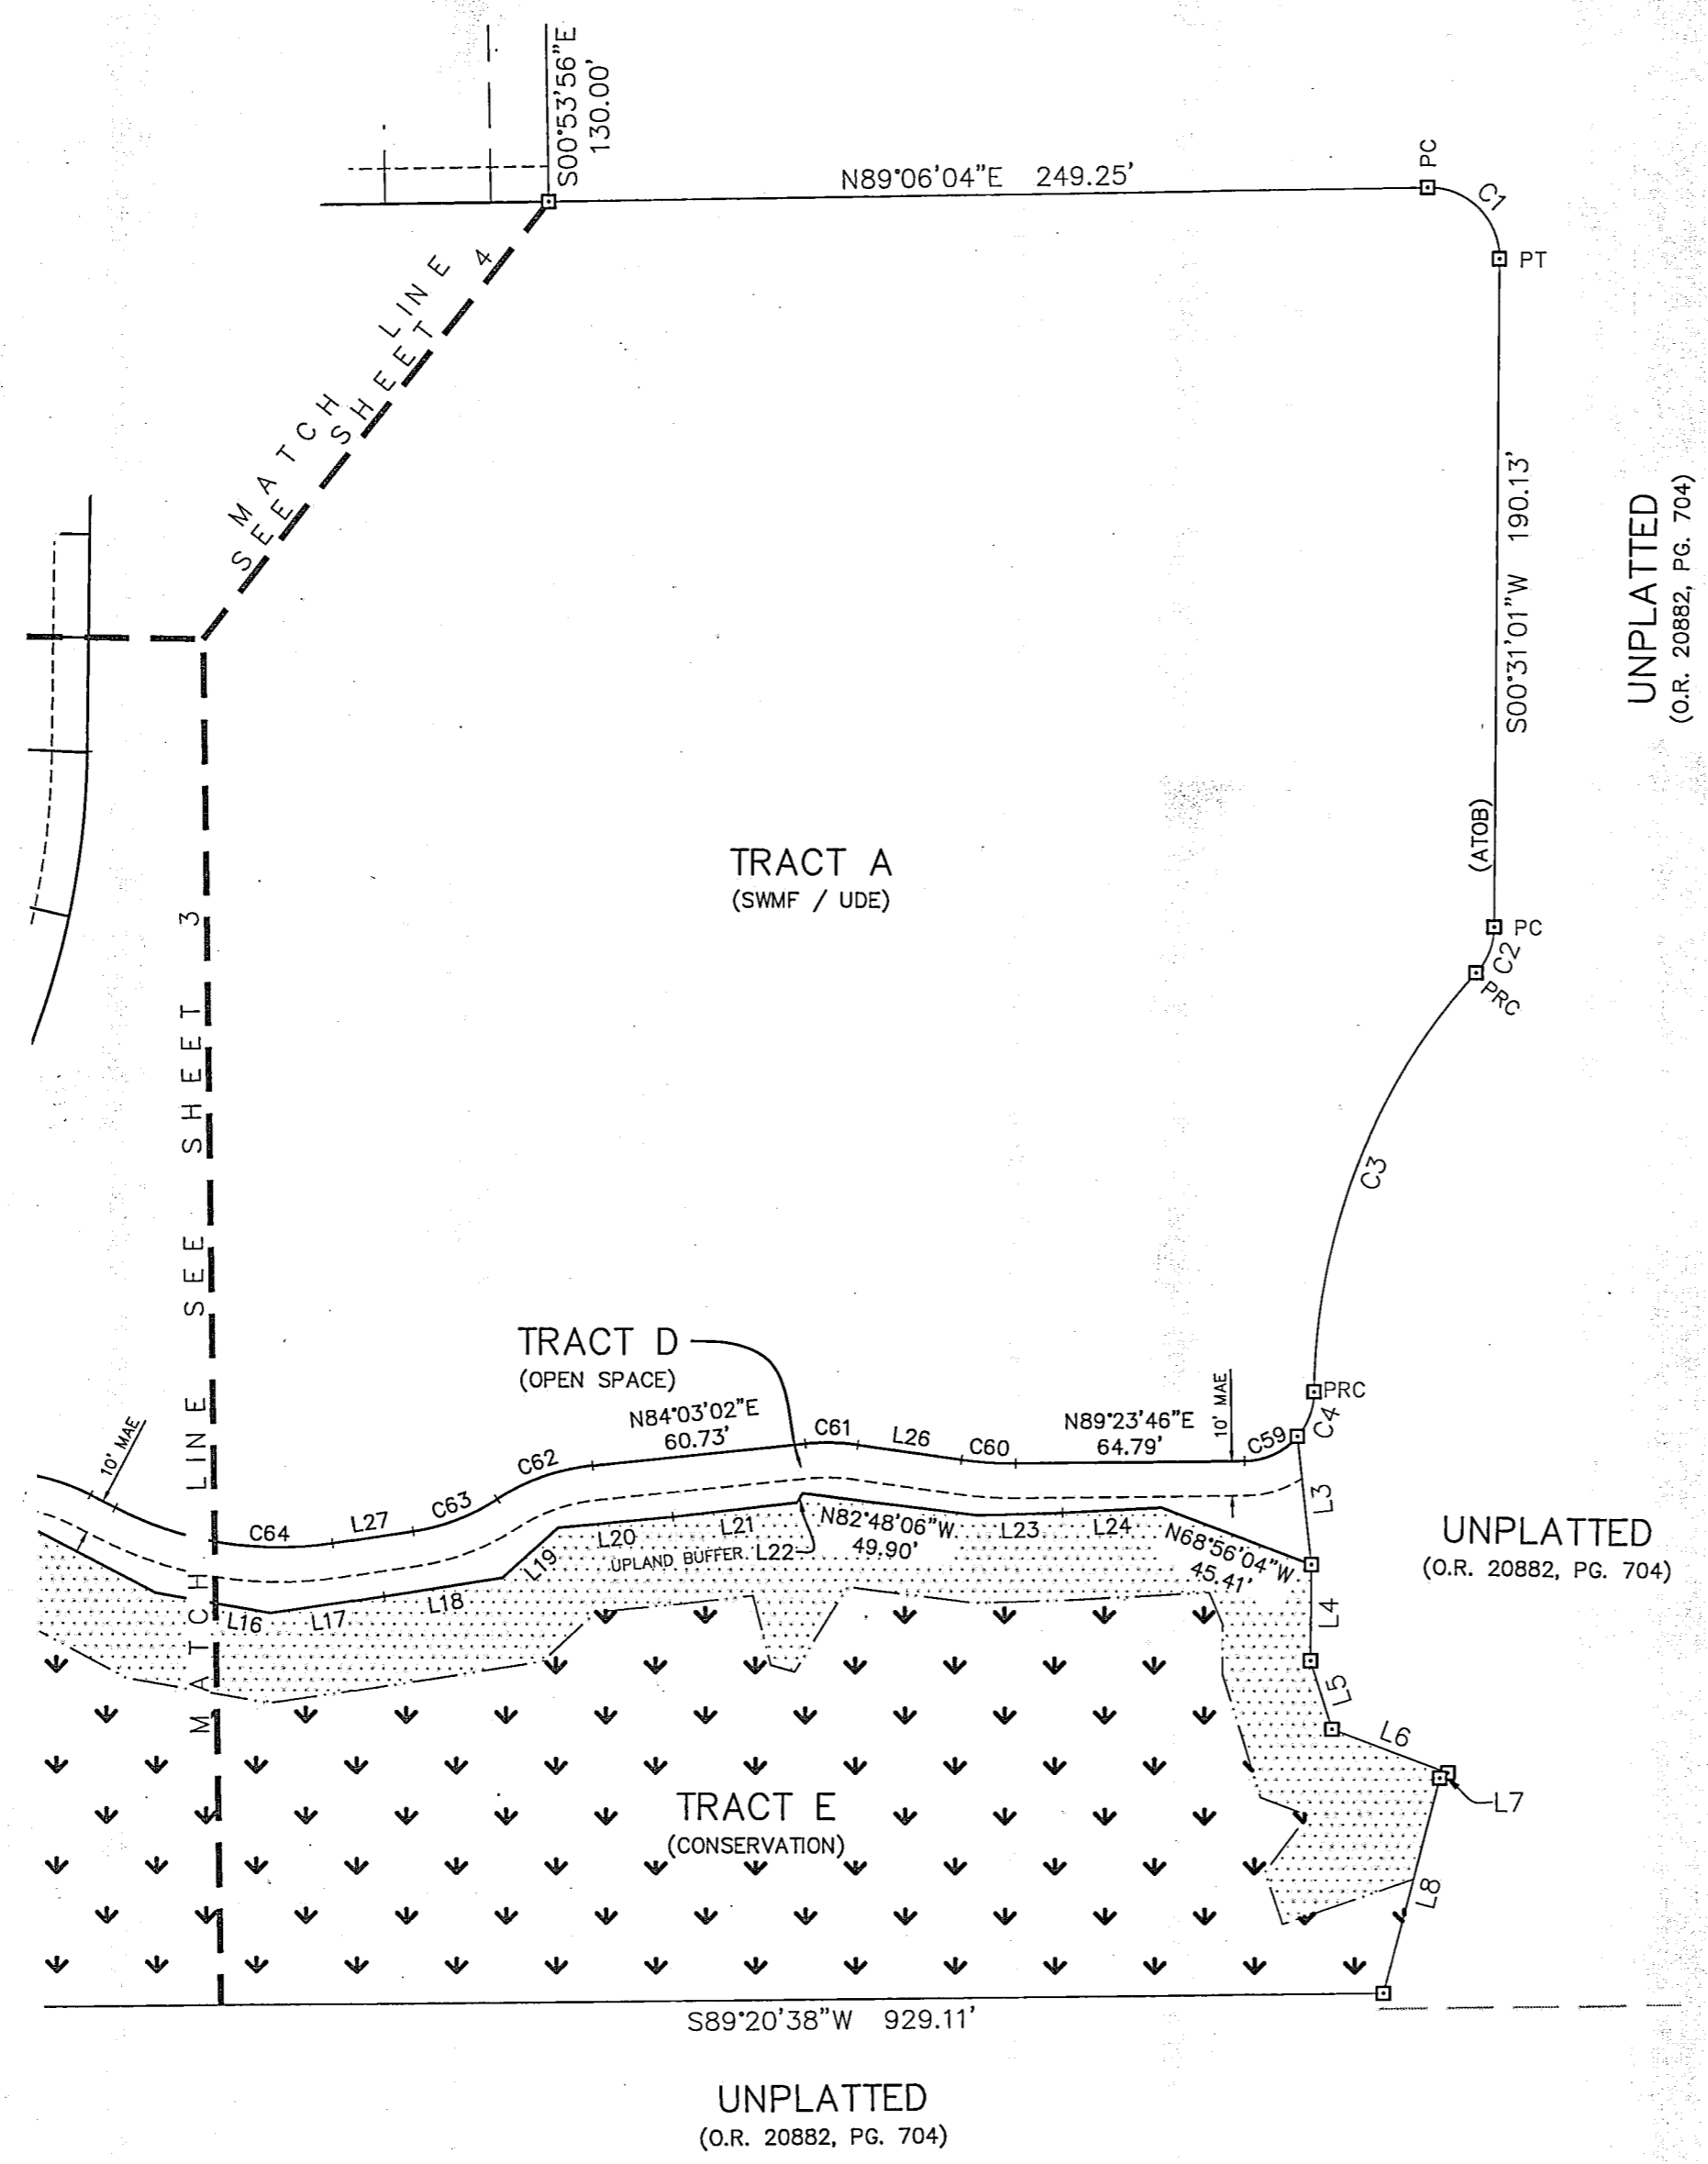 S00°53'56"E
130.00'
N89°06'04"E 249.25'
PC
C1
PT
MATCH LINE
SEE SHEET 4
S00°31'01"W 190.13'
(ATOB)
UNPLATTED
(O.R. 20882, PG. 704)
TRACT A
(SWMF / UDE)
PC
C2
PRC
C3
MATCH LINE SEE SHEET 3
TRACT D
(OPEN SPACE)
N84°03'02"E
60.73'
C61
L26
C60
N89°23'46"E
64.79'
10' MAE
C59
C4
PRC
10' MAE
C62
C63
L27
C64
L3
UNPLATTED
(O.R. 20882, PG. 704)
L16
L17
L18
L19
L20
L21
UPLAND BUFFER
L22
N82°48'06"W
49.90'
L23
L24
N68°56'04"W
45.41'
L4
L5
L6
L7
L8
TRACT E
(CONSERVATION)
S89°20'38"W 929.11'
UNPLATTED
(O.R. 20882, PG. 704)